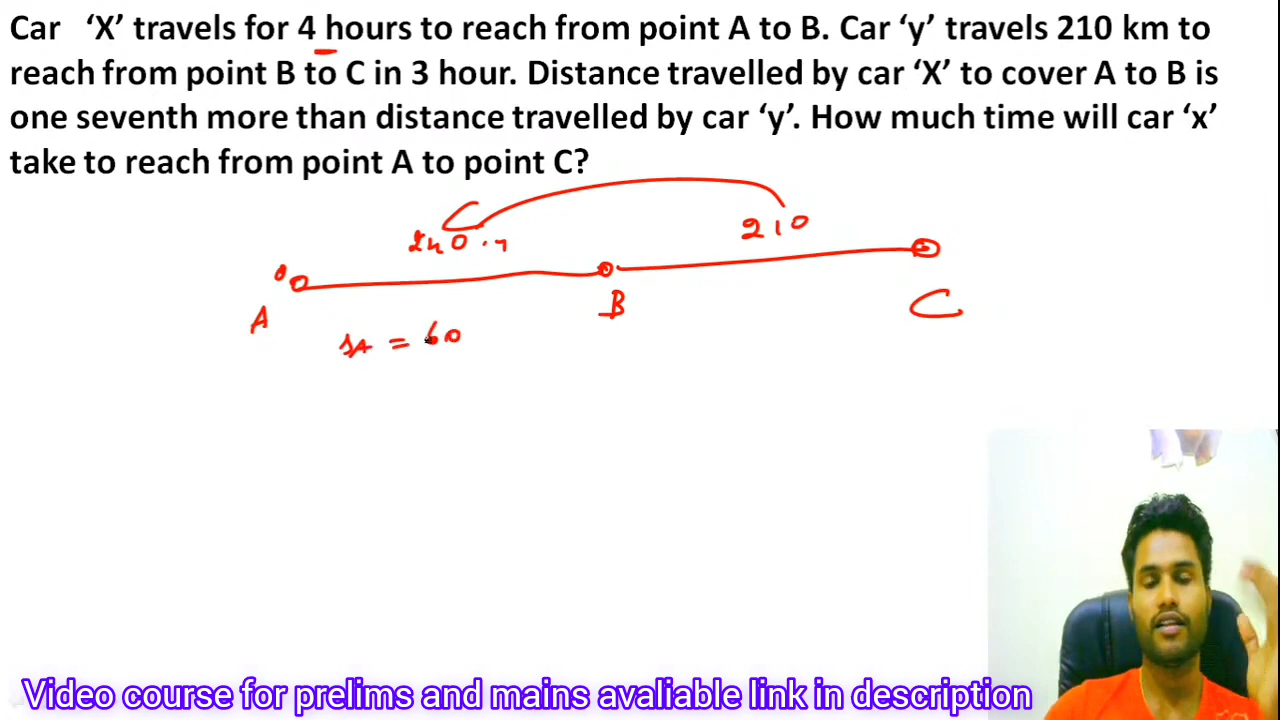 Car ‘X’ travels for 4 hours to reach from point A to B. Car ‘y’ travels 210 km to
reach from point B to C in 3 hour. Distance travelled by car ‘X’ to cover A to B is
one seventh more than distance travelled by car ‘y’. How much time will car ‘x’
take to reach from point A to point C?
210
A B C
= 60
Video course for prelims and mains avaliable link in description